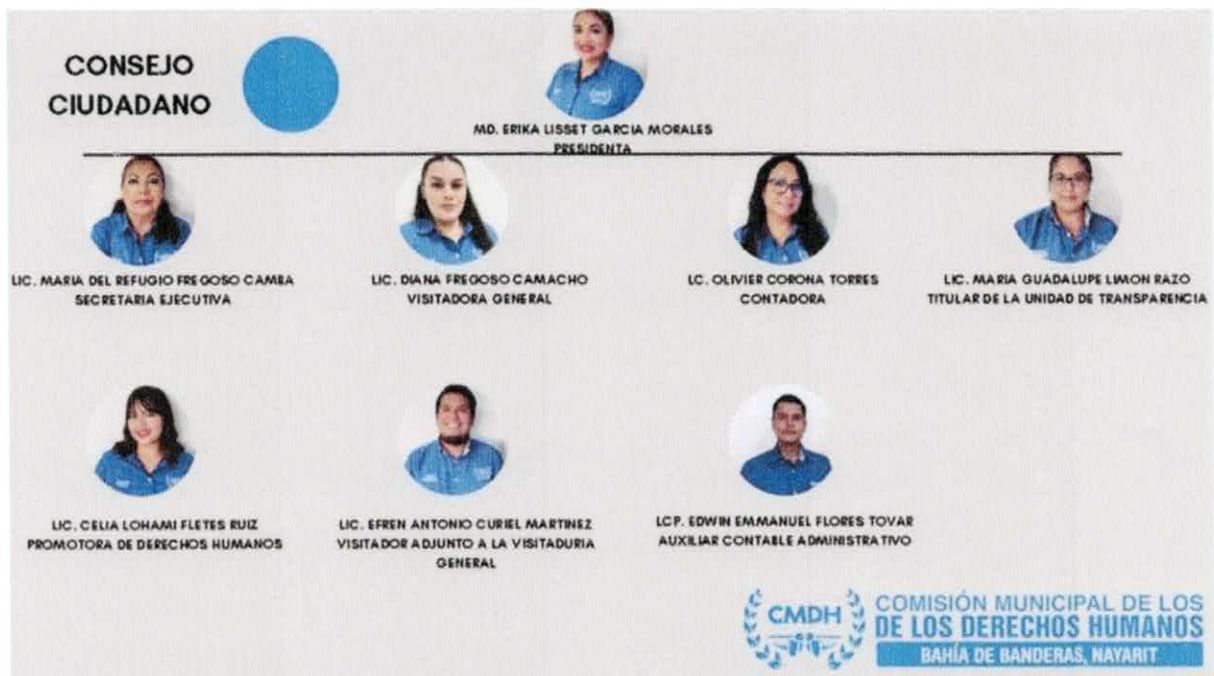 CONSEJO
CIUDADANO
MD. ERIKA LISSET GARCIA MORALES
PRESIDENTA
LIC. MARIA DEL REFUGIO FREGOSO CAMBA
SECRETARIA EJECUTIVA
LIC. DIANA FREGOSO CAMACHO
VISITADORA GENERAL
LC. OLIVIER CORONA TORRES
CONTADORA
LIC. MARIA GUADALUPE LIMON RAZO
TITULAR DE LA UNIDAD DE TRANSPARENCIA
LIC. CELIA LOHAMI FLETES RUIZ
PROMOTORA DE DERECHOS HUMANOS
LIC. EFREN ANTONIO CURIEL MARTINEZ
VISITADOR ADJUNTO A LA VISITADURIA
GENERAL
LCP. EDWIN EMMANUEL FLORES TOVAR
AUXILIAR CONTABLE ADMINISTRATIVO
CMDH
COMISIÓN MUNICIPAL DE LOS
DE LOS DERECHOS HUMANOS
BAHÍA DE BANDERAS, NAYARIT